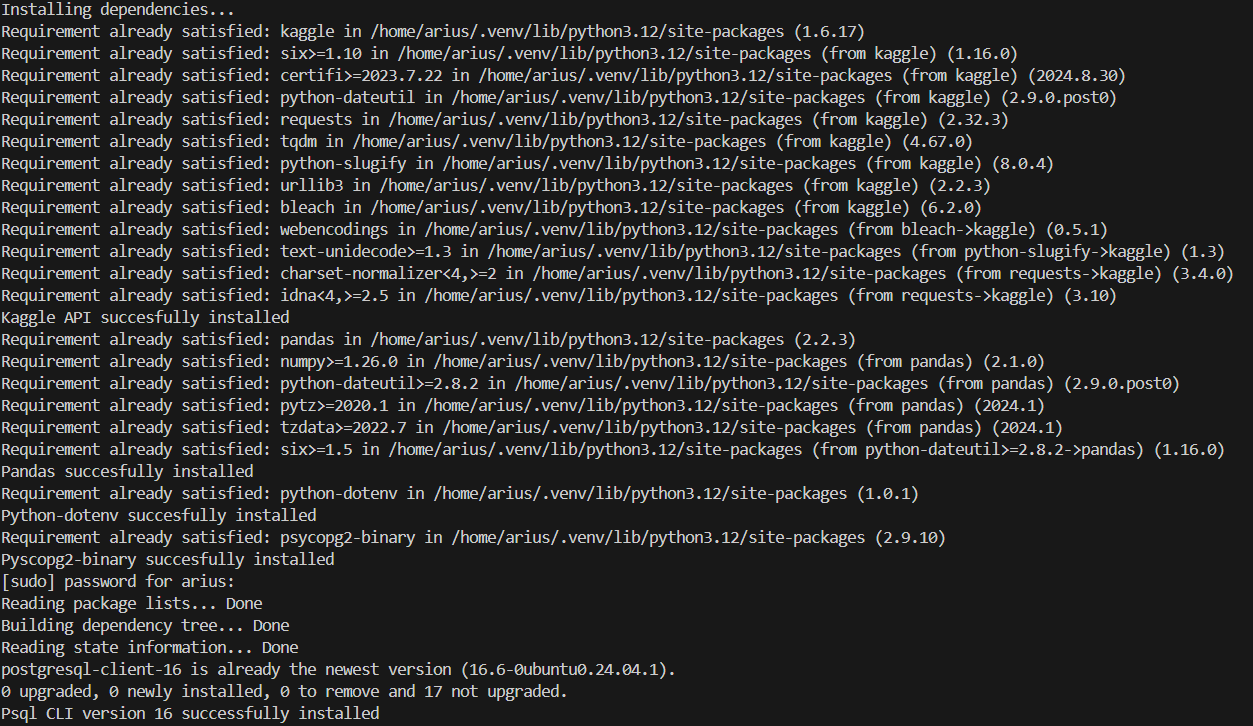 Installing dependencies...
Requirement already satisfied: kaggle in /home/arius/.venv/lib/python3.12/site-packages (1.6.17)
Requirement already satisfied: six>=1.10 in /home/arius/.venv/lib/python3.12/site-packages (from kaggle) (1.16.0)
Requirement already satisfied: certifi>=2023.7.22 in /home/arius/.venv/lib/python3.12/site-packages (from kaggle) (2024.8.30)
Requirement already satisfied: python-dateutil in /home/arius/.venv/lib/python3.12/site-packages (from kaggle) (2.9.0.post0)
Requirement already satisfied: requests in /home/arius/.venv/lib/python3.12/site-packages (from kaggle) (2.32.3)
Requirement already satisfied: tqdm in /home/arius/.venv/lib/python3.12/site-packages (from kaggle) (4.67.0)
Requirement already satisfied: python-slugify in /home/arius/.venv/lib/python3.12/site-packages (from kaggle) (8.0.4)
Requirement already satisfied: urllib3 in /home/arius/.venv/lib/python3.12/site-packages (from kaggle) (2.2.3)
Requirement already satisfied: bleach in /home/arius/.venv/lib/python3.12/site-packages (from kaggle) (6.2.0)
Requirement already satisfied: webencodings in /home/arius/.venv/lib/python3.12/site-packages (from bleach->kaggle) (0.5.1)
Requirement already satisfied: text-unidecode>=1.3 in /home/arius/.venv/lib/python3.12/site-packages (from python-slugify->kaggle) (1.3)
Requirement already satisfied: charset-normalizer<4,>=2 in /home/arius/.venv/lib/python3.12/site-packages (from requests->kaggle) (3.4.0)
Requirement already satisfied: idna<4,>=2.5 in /home/arius/.venv/lib/python3.12/site-packages (from requests->kaggle) (3.10)
Kaggle API succesfully installed
Requirement already satisfied: pandas in /home/arius/.venv/lib/python3.12/site-packages (2.2.3)
Requirement already satisfied: numpy>=1.26.0 in /home/arius/.venv/lib/python3.12/site-packages (from pandas) (2.1.0)
Requirement already satisfied: python-dateutil>=2.8.2 in /home/arius/.venv/lib/python3.12/site-packages (from pandas) (2.9.0.post0)
Requirement already satisfied: pytz>=2020.1 in /home/arius/.venv/lib/python3.12/site-packages (from pandas) (2024.1)
Requirement already satisfied: tzdata>=2022.7 in /home/arius/.venv/lib/python3.12/site-packages (from pandas) (2024.1)
Requirement already satisfied: six>=1.5 in /home/arius/.venv/lib/python3.12/site-packages (from python-dateutil>=2.8.2->pandas) (1.16.0)
Pandas succesfully installed
Requirement already satisfied: python-dotenv in /home/arius/.venv/lib/python3.12/site-packages (1.0.1)
Python-dotenv succesfully installed
Requirement already satisfied: psycopg2-binary in /home/arius/.venv/lib/python3.12/site-packages (2.9.10)
Pyscopg2-binary succesfully installed
[sudo] password for arius:
Reading package lists... Done
Building dependency tree... Done
Reading state information... Done
postgresql-client-16 is already the newest version (16.6-0ubuntu0.24.04.1).
0 upgraded, 0 newly installed, 0 to remove and 17 not upgraded.
Psql CLI version 16 successfully installed